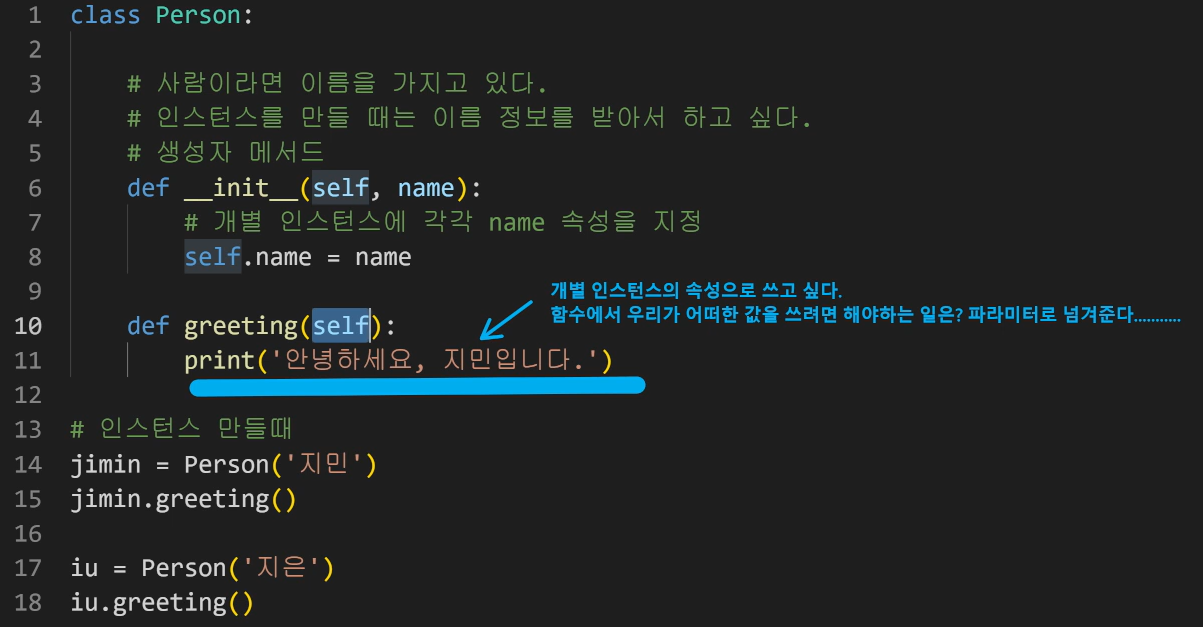 1 class Person:
2
3 # 사람이라면 이름을 가지고 있다.
4 # 인스턴스를 만들 때는 이름 정보를 받아서 하고 싶다.
5 # 생성자 메서드
6 def __init__(self, name):
7 # 개별 인스턴스에 각각 name 속성을 지정
8 self.name = name
9
개별 인스턴스의 속성으로 쓰고 싶다.
함수에서 우리가 어떠한 값을 쓰려면 해야하는 일은? 파라미터로 넘겨준다...........
10 def greeting(self):
11 print('안녕하세요, 지민입니다.')
12
13 # 인스턴스 만들때
14 jimin = Person('지민')
15 jimin.greeting()
16
17 iu = Person('지은')
18 iu.greeting()